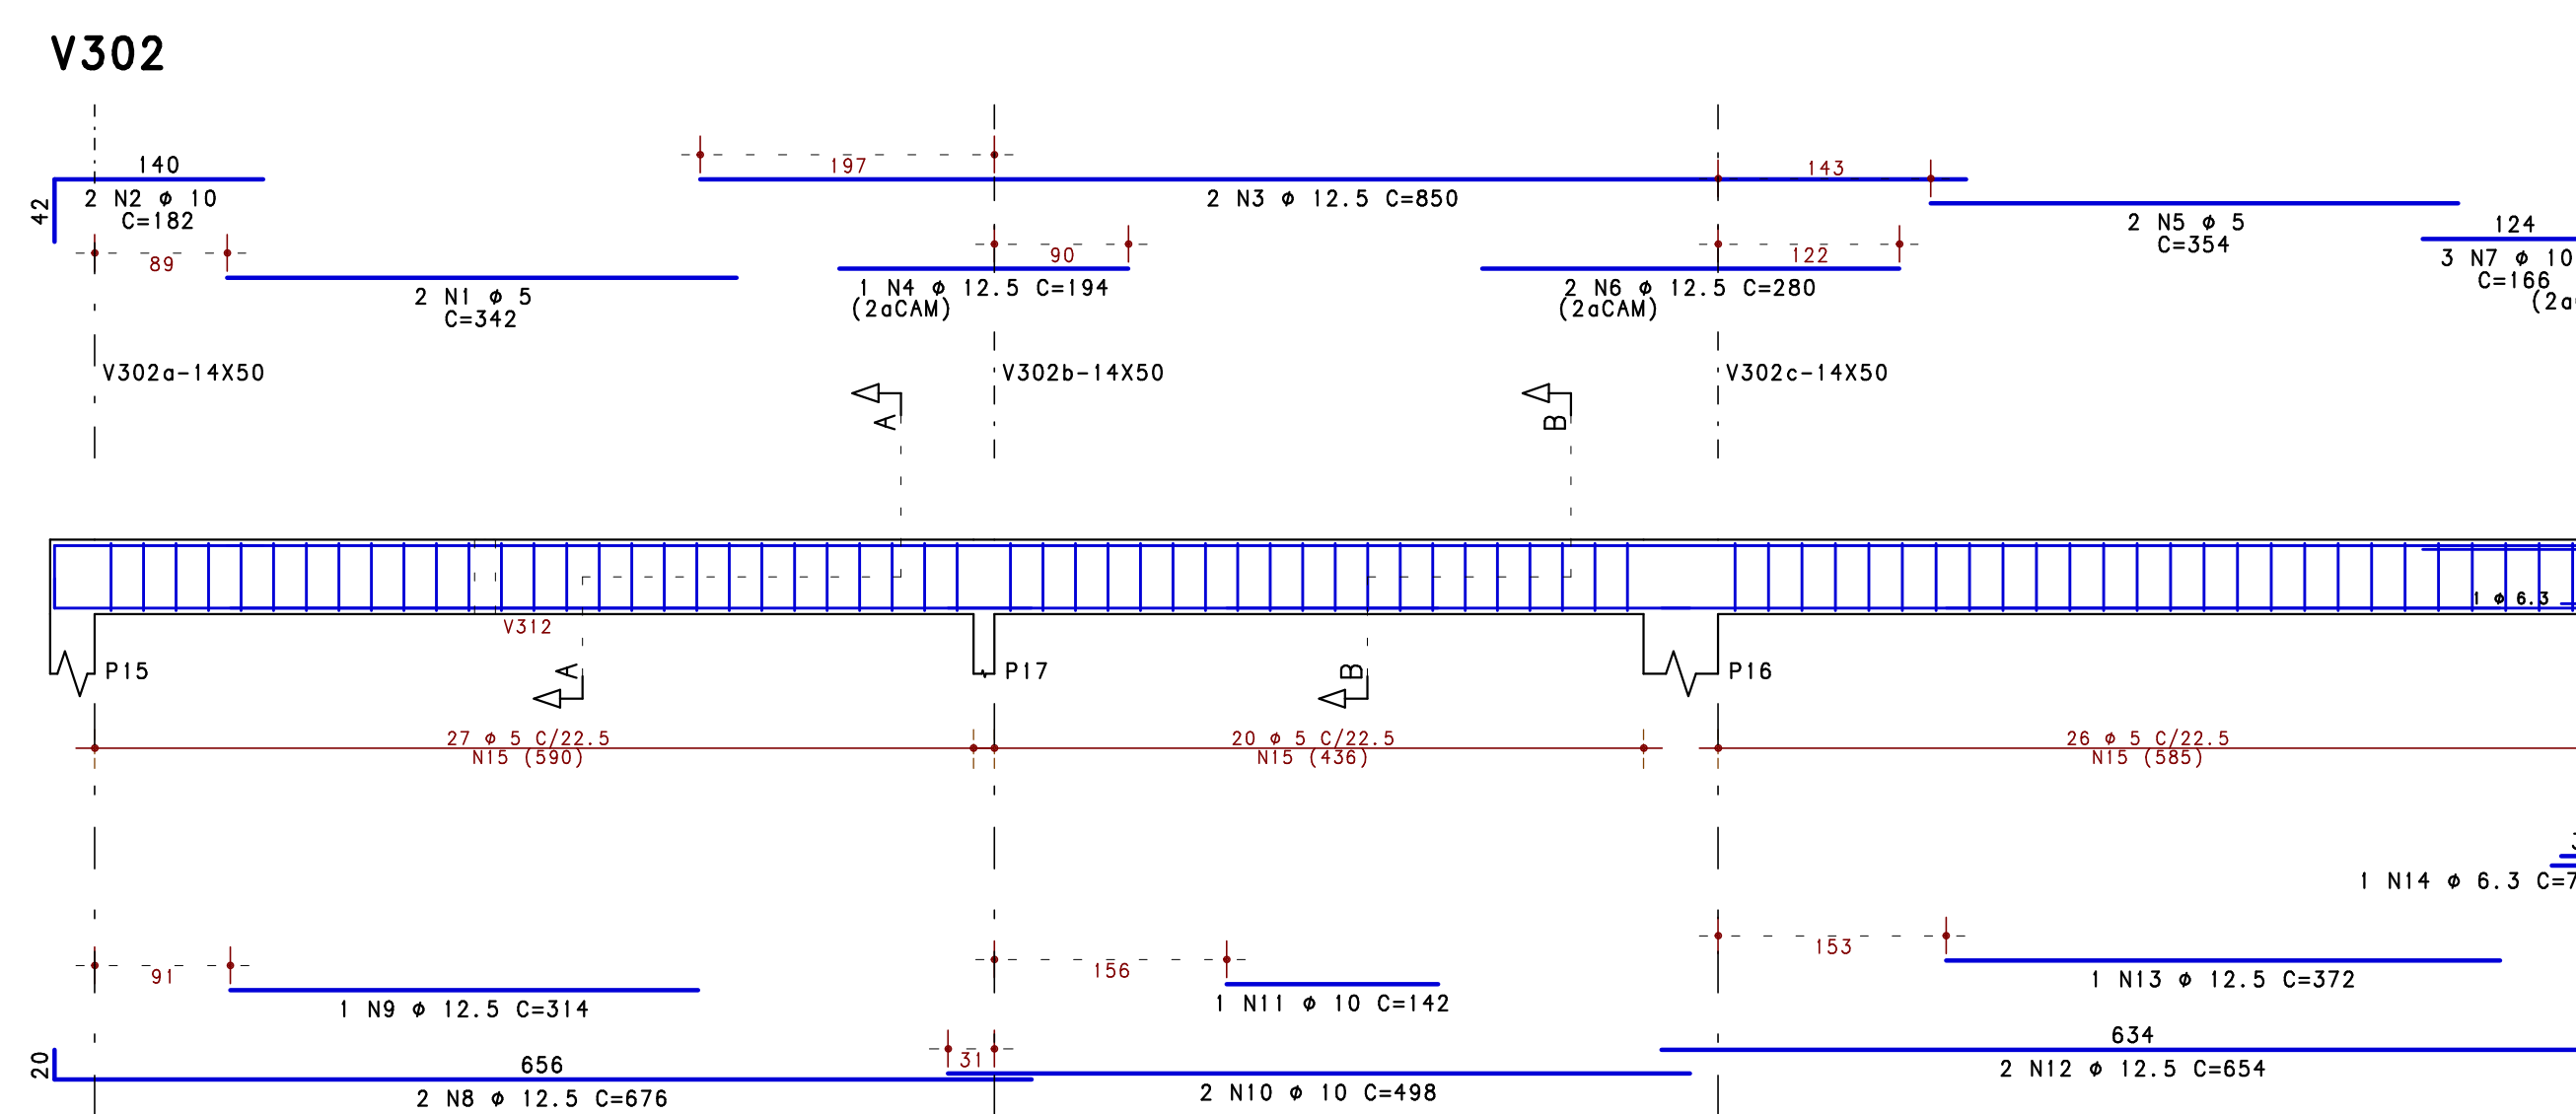 V302
140
197
143
42
2 N2 ø 10
C=182
2 N3 ø 12.5 C=850
2 N5 ø 5
C=354
124
89
90
122
3 N7 ø 10
C=166
(2a
2 N1 ø 5
C=342
1 N4 ø 12.5 C=194
(2aCAM)
2 N6 ø 12.5 C=280
(2aCAM)
V302a-14X50
V302b-14X50
V302c-14X50
A
B
1 ø 6.3
V312
P15
A
P17
B
P16
27 ø 5 C/22.5
N15 (590)
20 ø 5 C/22.5
N15 (436)
26 ø 5 C/22.5
N15 (585)
1 N14 ø 6.3 C=7
91
156
153
1 N9 ø 12.5 C=314
1 N11 ø 10 C=142
1 N13 ø 12.5 C=372
20
656
31
634
2 N8 ø 12.5 C=676
2 N10 ø 10 C=498
2 N12 ø 12.5 C=654